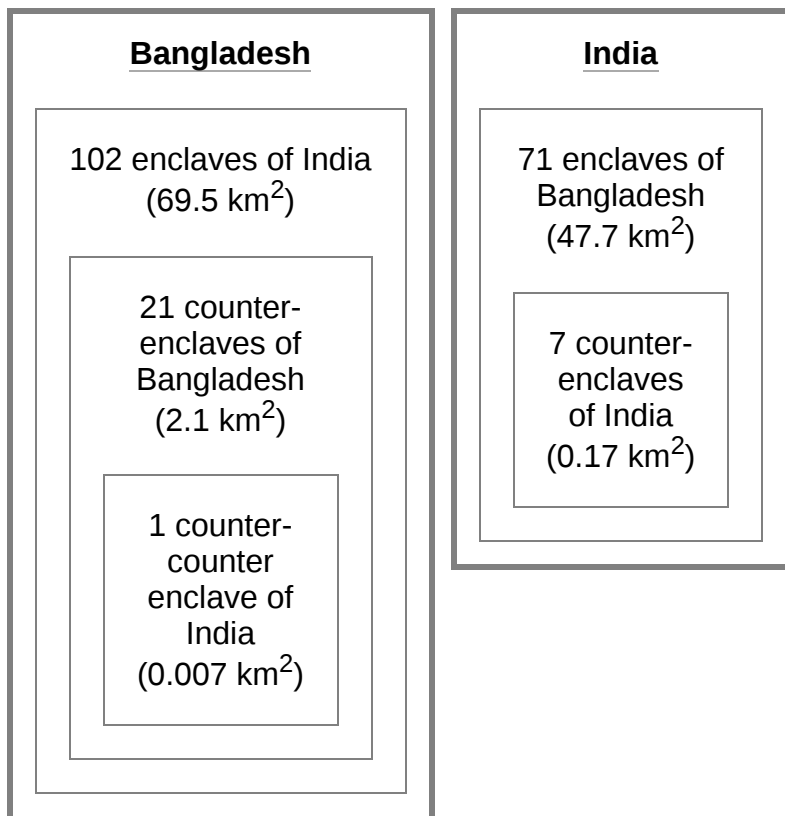 Bangladesh
102 enclaves of India
(69.5 km²)
21 counter-
enclaves of
Bangladesh
(2.1 km²)
1 counter-
counter
enclave of
India
(0.007 km²)
India
71 enclaves of
Bangladesh
(47.7 km²)
7 counter-
enclaves
of India
(0.17 km²)